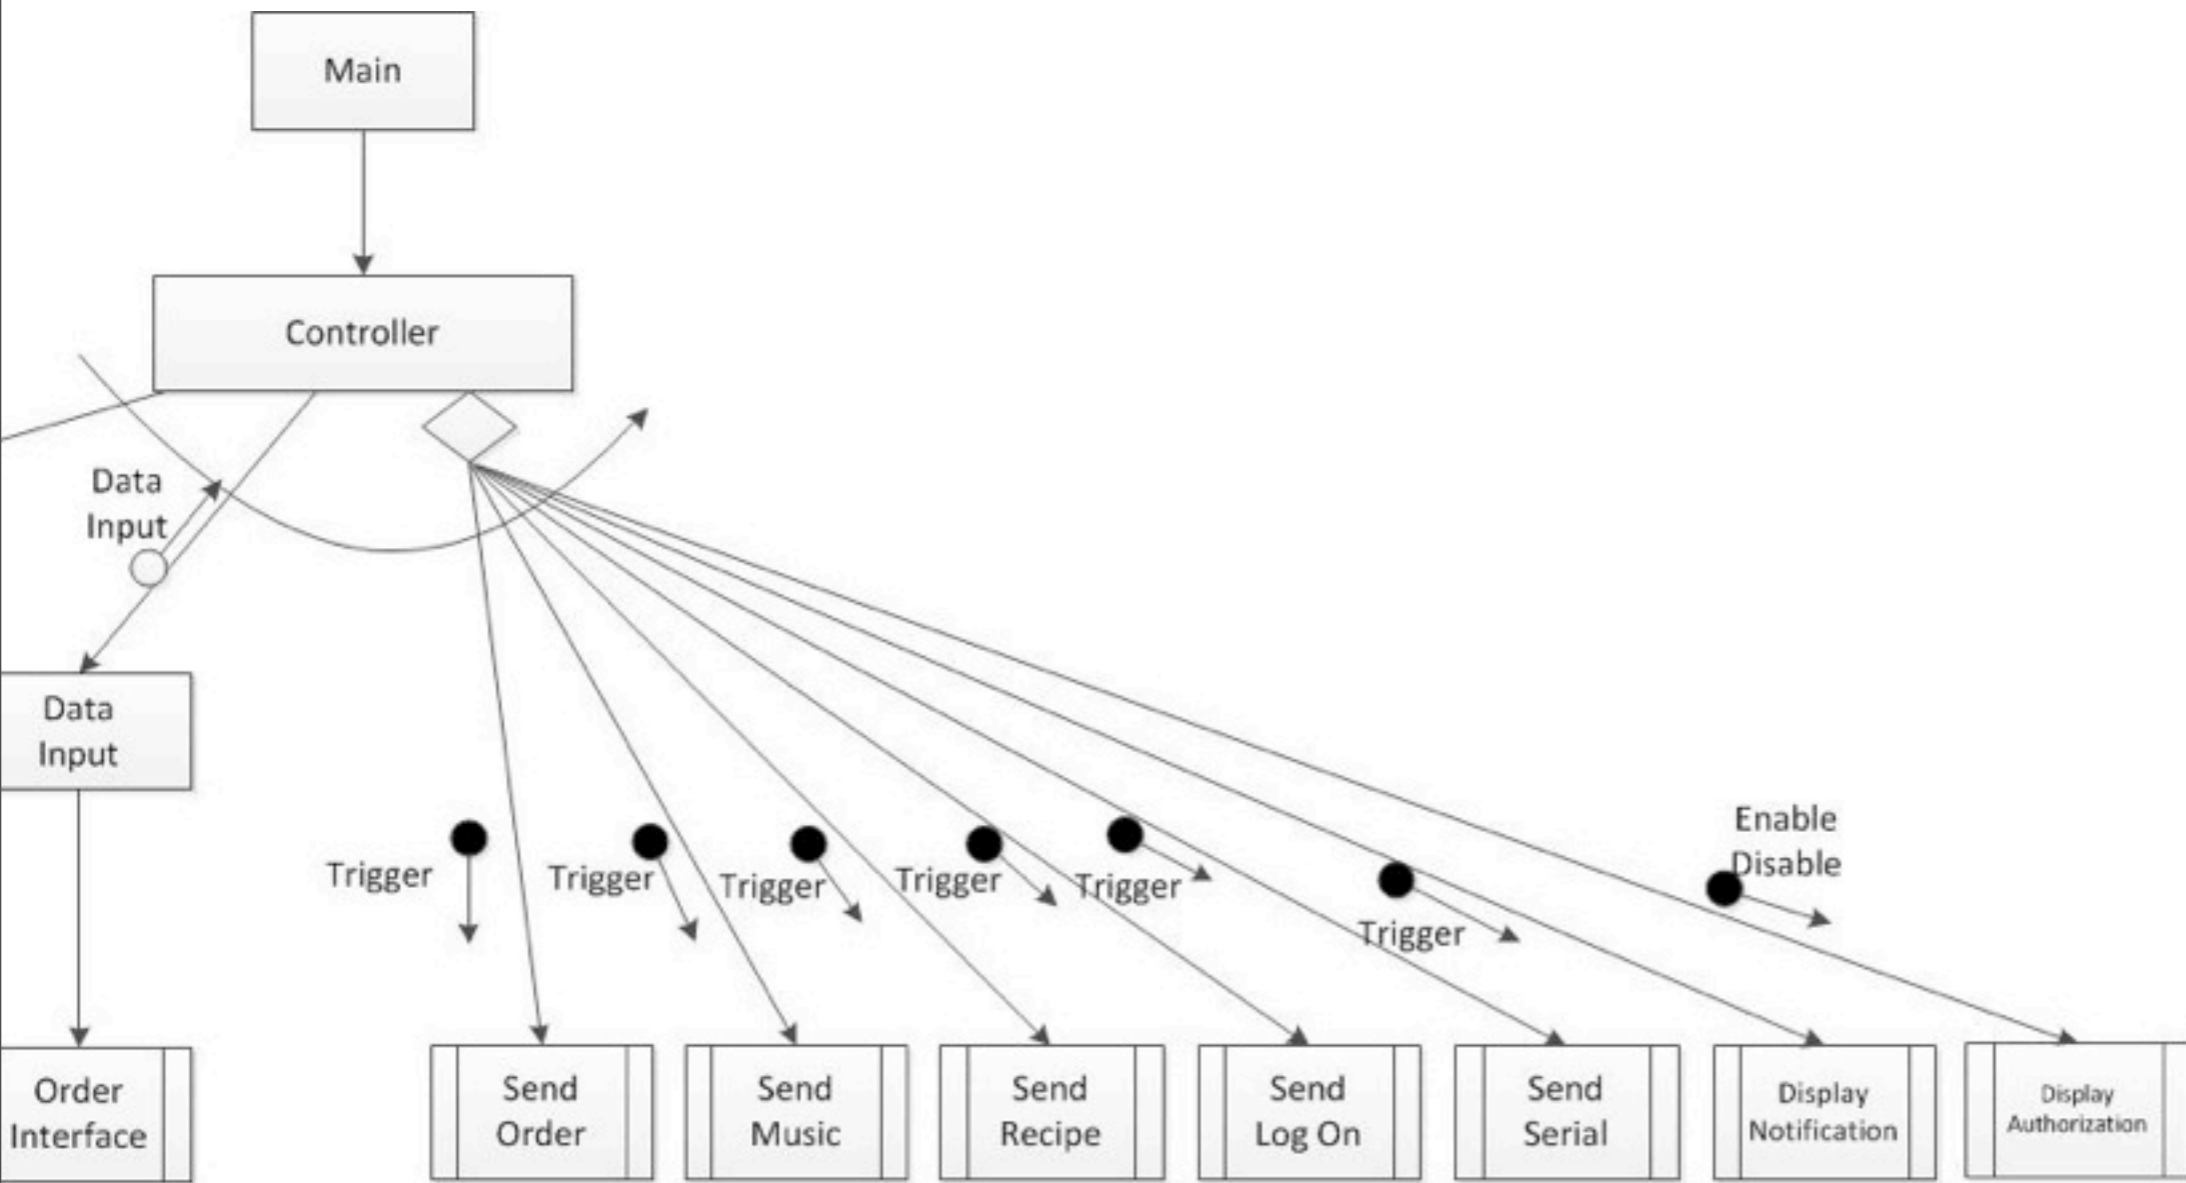 Main
Controller
Data
Input
Data
Input
Enable
Disable
Trigger
Trigger
Trigger
Trigger
Trigger
Trigger
Order
Interface
Send
Order
Send
Music
Send
Recipe
Send
Log On
Send
Serial
Display
Notification
Display
Authorization